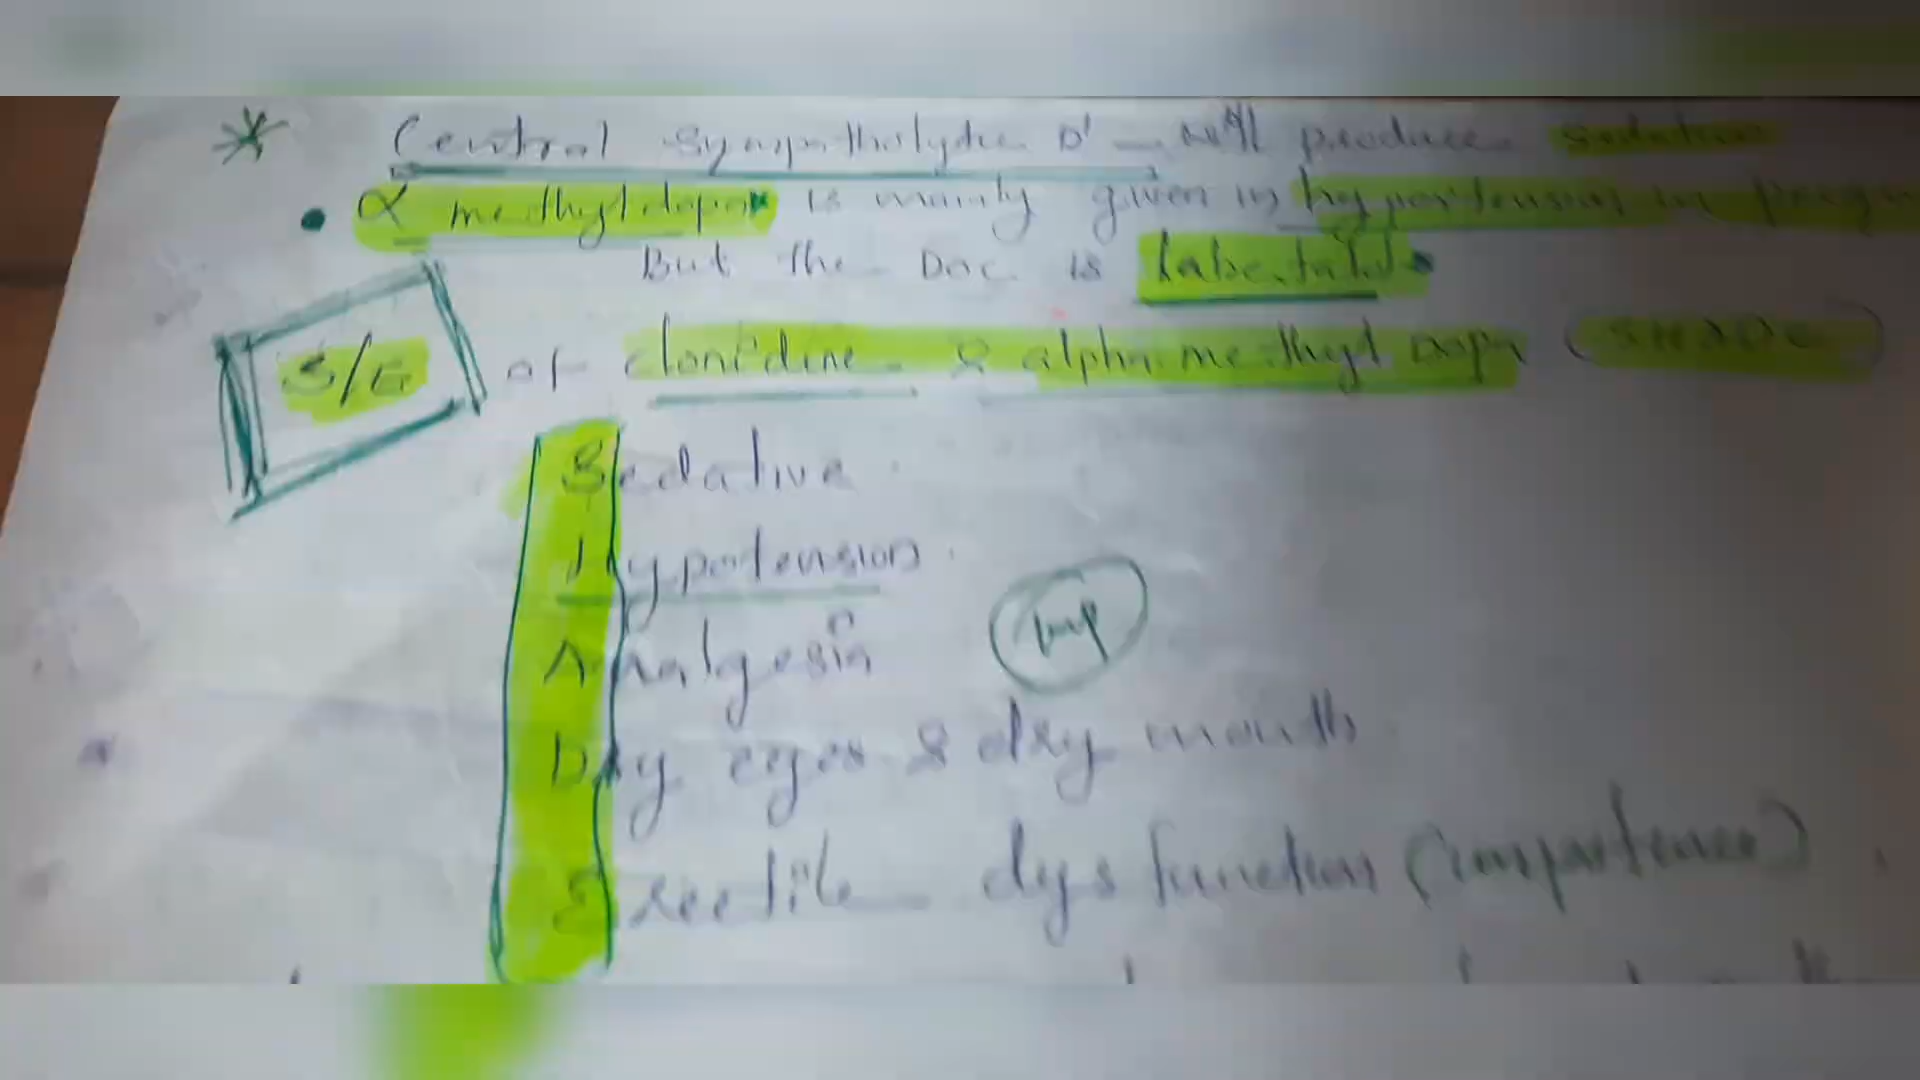 * Central sympatholytic D' – will produce sedation
• α methyldopa is mainly given in hypertension in pregn
But the Doc is Labetalol
S/E of clonidine & alpha methyl Dopa (SHADE)
Sedative
Hypotension
Analgesia
Imp
Dry eyes & dry mouth
Erectile dysfunction (impotence)